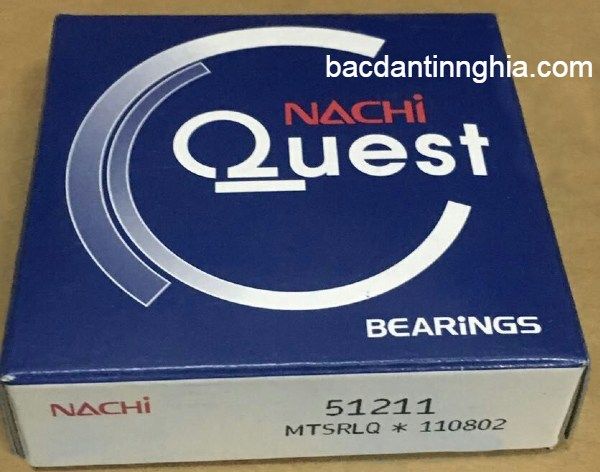 bacdantinnghia.com
NACHi
Quest
BEARiNGS
NACHi 51211
MTSRLQ * 110802